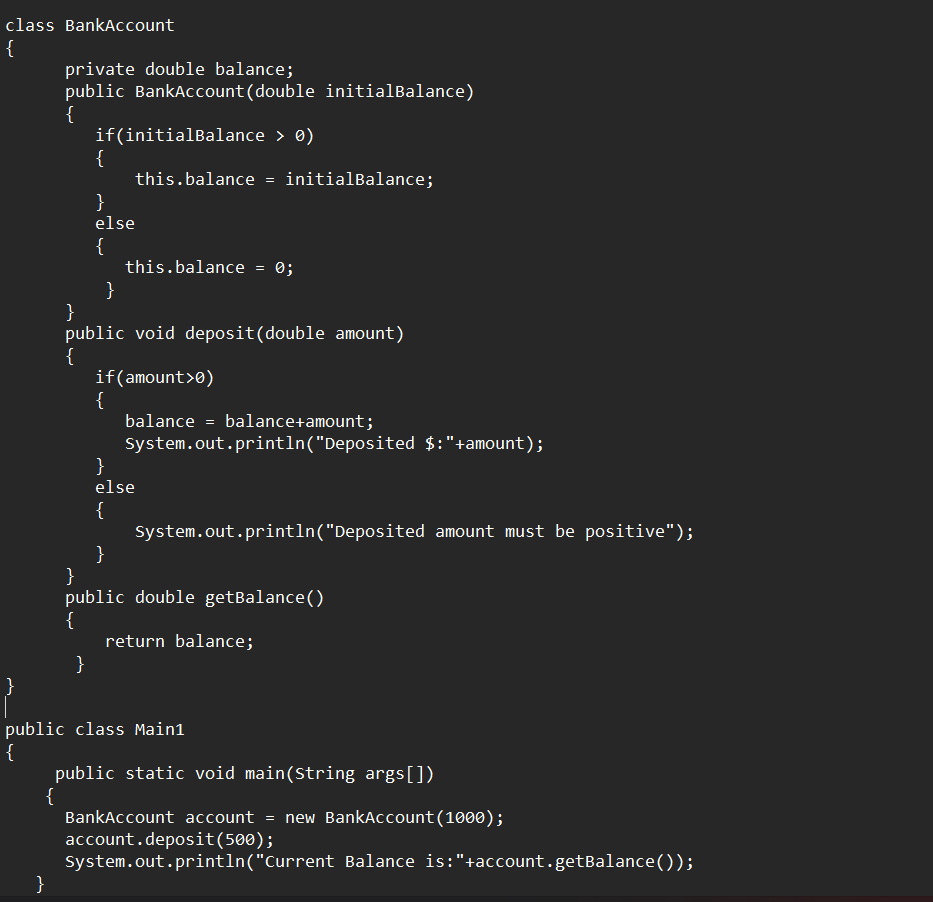 class BankAccount
{
      private double balance;
      public BankAccount(double initialBalance)
      {
         if(initialBalance > 0)
         {
             this.balance = initialBalance;
         }
         else
         {
            this.balance = 0;
          }
      }
      public void deposit(double amount)
      {
         if(amount>0)
         {
            balance = balance+amount;
            System.out.println("Deposited $:"+amount);
         }
         else
         {
             System.out.println("Deposited amount must be positive");
         }
      }
      public double getBalance()
      {
          return balance;
       }
}

public class Main1
{
     public static void main(String args[])
    {
      BankAccount account = new BankAccount(1000);
      account.deposit(500);
      System.out.println("Current Balance is:"+account.getBalance());
   }